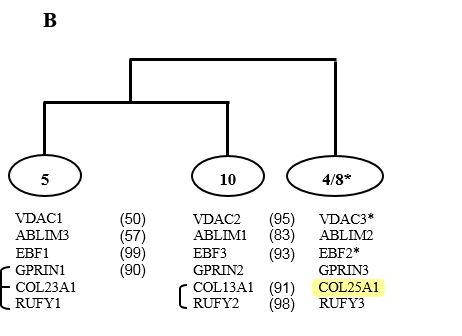 B
5 10 4/8*
VDAC1 (50) VDAC2 (95) VDAC3*
ABLIM3 (57) ABLIM1 (83) ABLIM2
EBF1 (99) EBF3 (93) EBF2*
GPRIN1 (90) GPRIN2 GPRIN3
COL23A1 COL13A1 (91) COL25A1
RUFY1 RUFY2 (98) RUFY3